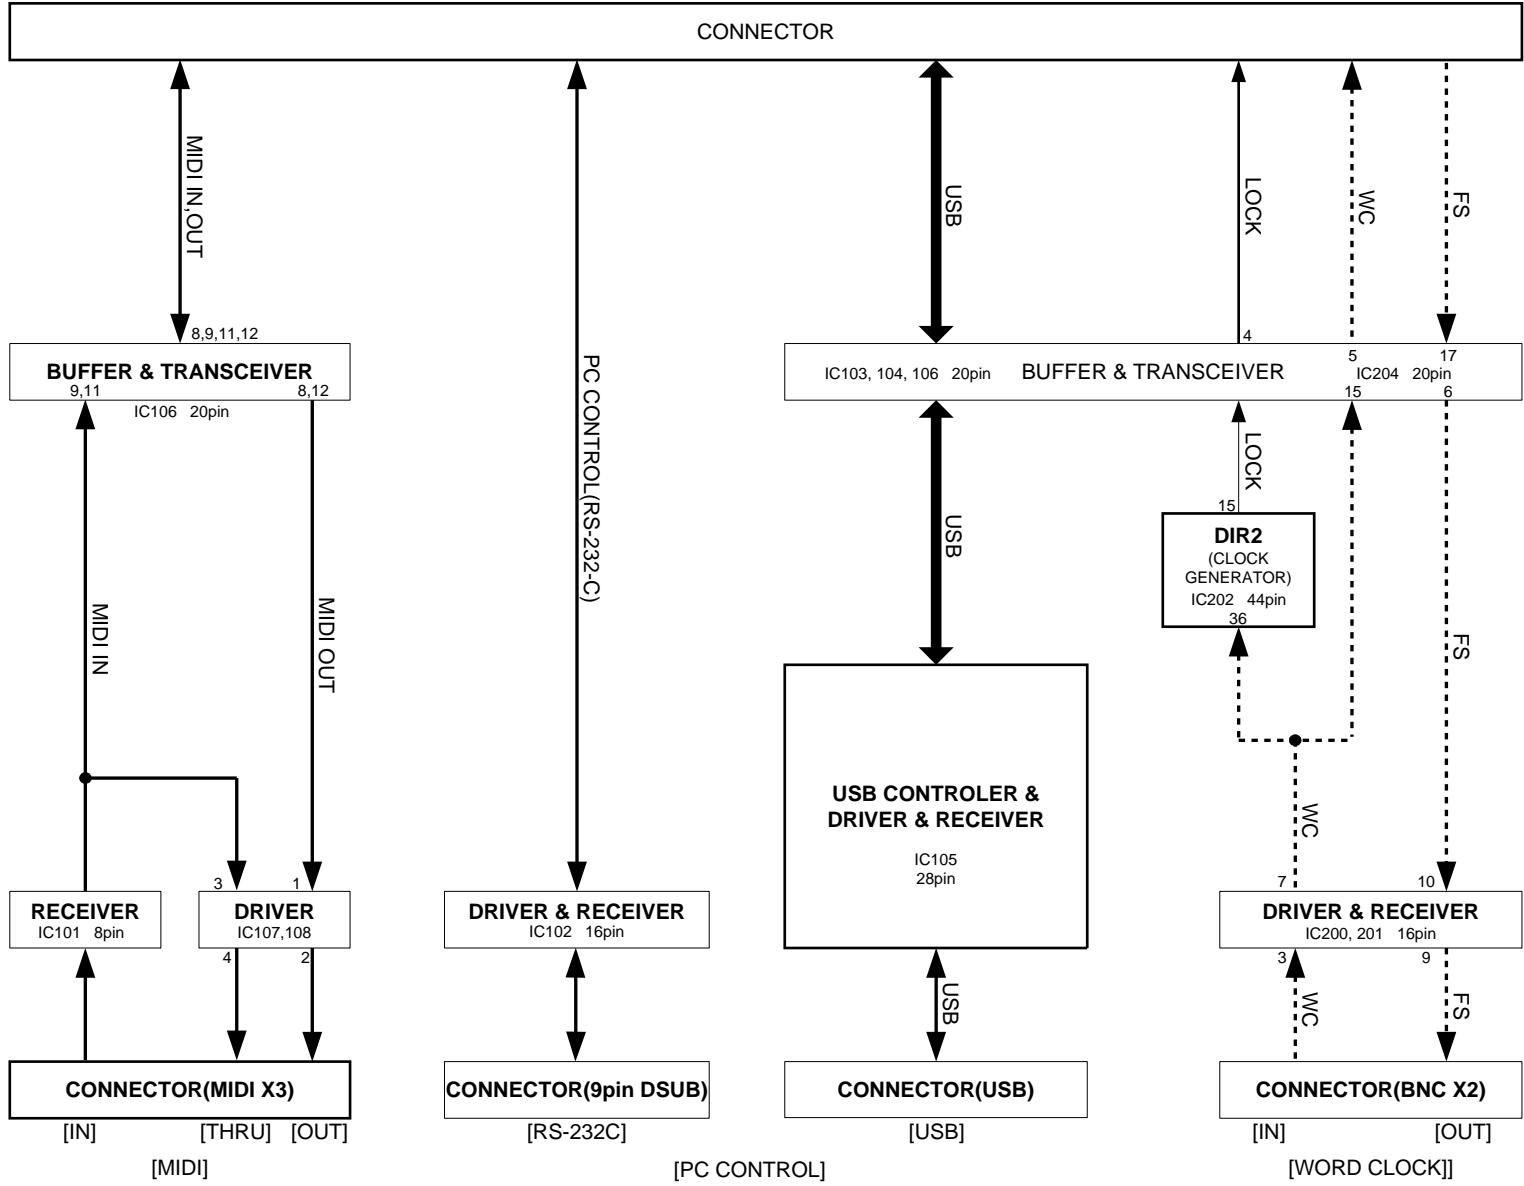 CONNECTOR
MIDI IN,OUT
USB
LOCK
WC
FS
8,9,11,12
BUFFER & TRANSCEIVER
9,11
8,12
IC106 20pin
PC CONTROL(RS-232-C)
4
5
17
IC103, 104, 106 20pin
BUFFER & TRANSCEIVER
IC204 20pin
15
6
LOCK
USB
15
DIR2
(CLOCK
GENERATOR)
IC202 44pin
36
MIDI IN
MIDI OUT
FS
USB CONTROLER &
DRIVER & RECEIVER
IC105
28pin
WC
RECEIVER
IC101 8pin
3
1
DRIVER
IC107,108
4
2
DRIVER & RECEIVER
IC102 16pin
7
10
DRIVER & RECEIVER
IC200, 201 16pin
3
9
USB
WC
FS
CONNECTOR(MIDI X3)
CONNECTOR(9pin DSUB)
CONNECTOR(USB)
CONNECTOR(BNC X2)
[IN]
[THRU]
[OUT]
[RS-232C]
[USB]
[IN]
[OUT]
[MIDI]
[PC CONTROL]
[WORD CLOCK]]